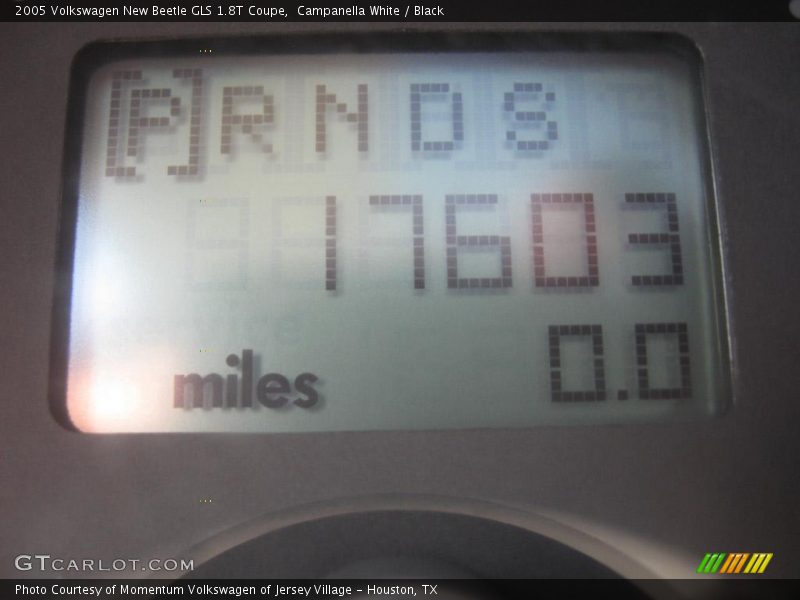 2005 Volkswagen New Beetle GLS 1.8T Coupe,  Campanella White / Black
[P] R N D S
17603
miles 0.0
GTCARLOT.COM
Photo Courtesy of Momentum Volkswagen of Jersey Village - Houston, TX